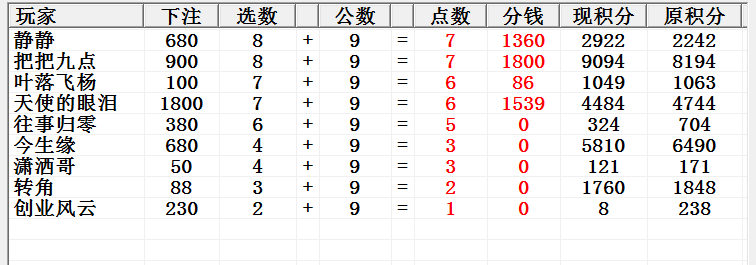 玩家 下注 选数 公数 点数 分钱 现积分 原积分
静静 680 8 + 9 = 7 1360 2922 2242
把把九点 900 8 + 9 = 7 1800 9094 8194
叶落飞杨 100 7 + 9 = 6 86 1049 1063
天使的眼泪 1800 7 + 9 = 6 1539 4484 4744
往事归零 380 6 + 9 = 5 0 324 704
今生缘 680 4 + 9 = 3 0 5810 6490
潇洒哥 50 4 + 9 = 3 0 121 171
转角 88 3 + 9 = 2 0 1760 1848
创业风云 230 2 + 9 = 1 0 8 238